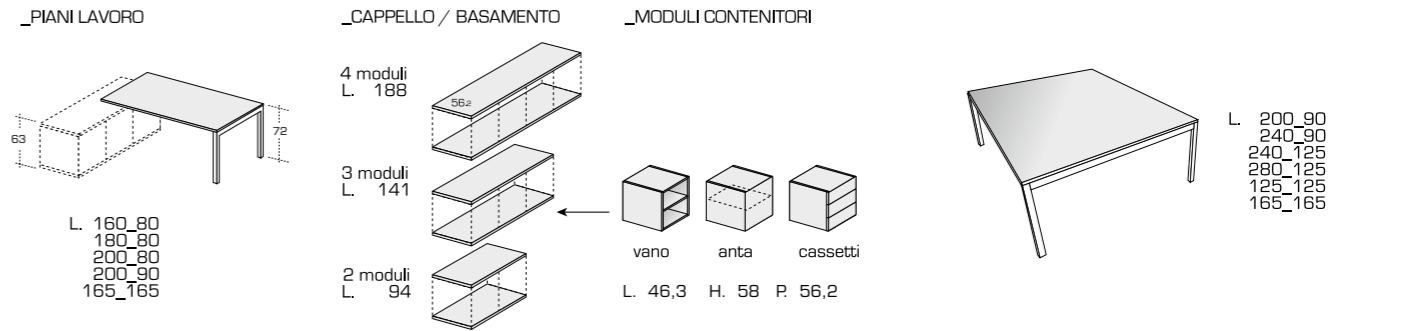 _PIANI LAVORO
63
72
L. 160_80
180_80
200_80
200_90
165_165
_CAPPELLO / BASAMENTO
4 moduli
L. 188
56,2
3 moduli
L. 141
2 moduli
L. 94
_MODULI CONTENITORI
vano anta cassetti
L. 46,3 H. 58 P. 56,2
L. 200_90
240_90
240_125
280_125
125_125
165_165